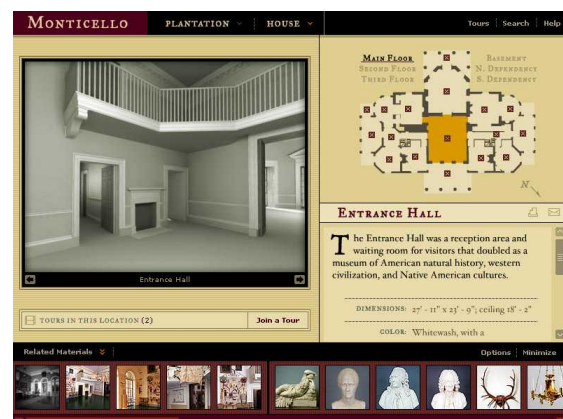 MONTICELLO
PLANTATION
HOUSE
Tours
Search
Help
MAIN FLOOR
SECOND FLOOR
THIRD FLOOR
BASEMENT
N. DEPENDENCY
S. DEPENDENCY
N
Entrance Hall
TOURS IN THIS LOCATION (2)
Join a Tour
ENTRANCE HALL
The Entrance Hall was a reception area and
waiting room for visitors that doubled as a
museum of American natural history, western
civilization, and Native American cultures.
DIMENSIONS: 27' - 11" x 23' - 9"; ceiling 18' - 2"
COLOR: Whitewash, with a
Related Materials
Options
Minimize